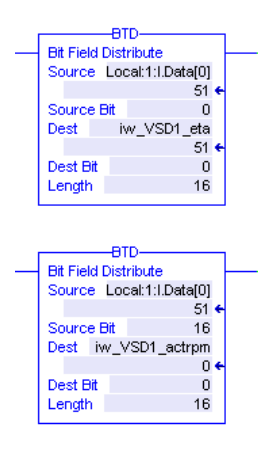 BTD
Bit Field Distribute
Source Local:1:I.Data[0]
51
Source Bit 0
Dest iw_VSD1_eta
51
Dest Bit 0
Length 16
BTD
Bit Field Distribute
Source Local:1:I.Data[0]
51
Source Bit 16
Dest iw_VSD1_actrpm
0
Dest Bit 0
Length 16